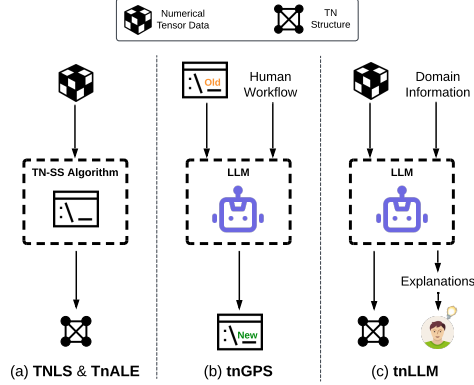 Numerical
Tensor Data
TN
Structure
Old
Human
Workflow
Domain
Information
TN-SS Algorithm
:\_
LLM
LLM
Explanations
:\ New
(a) TNLS & TnALE
(b) tnGPS
(c) tnLLM